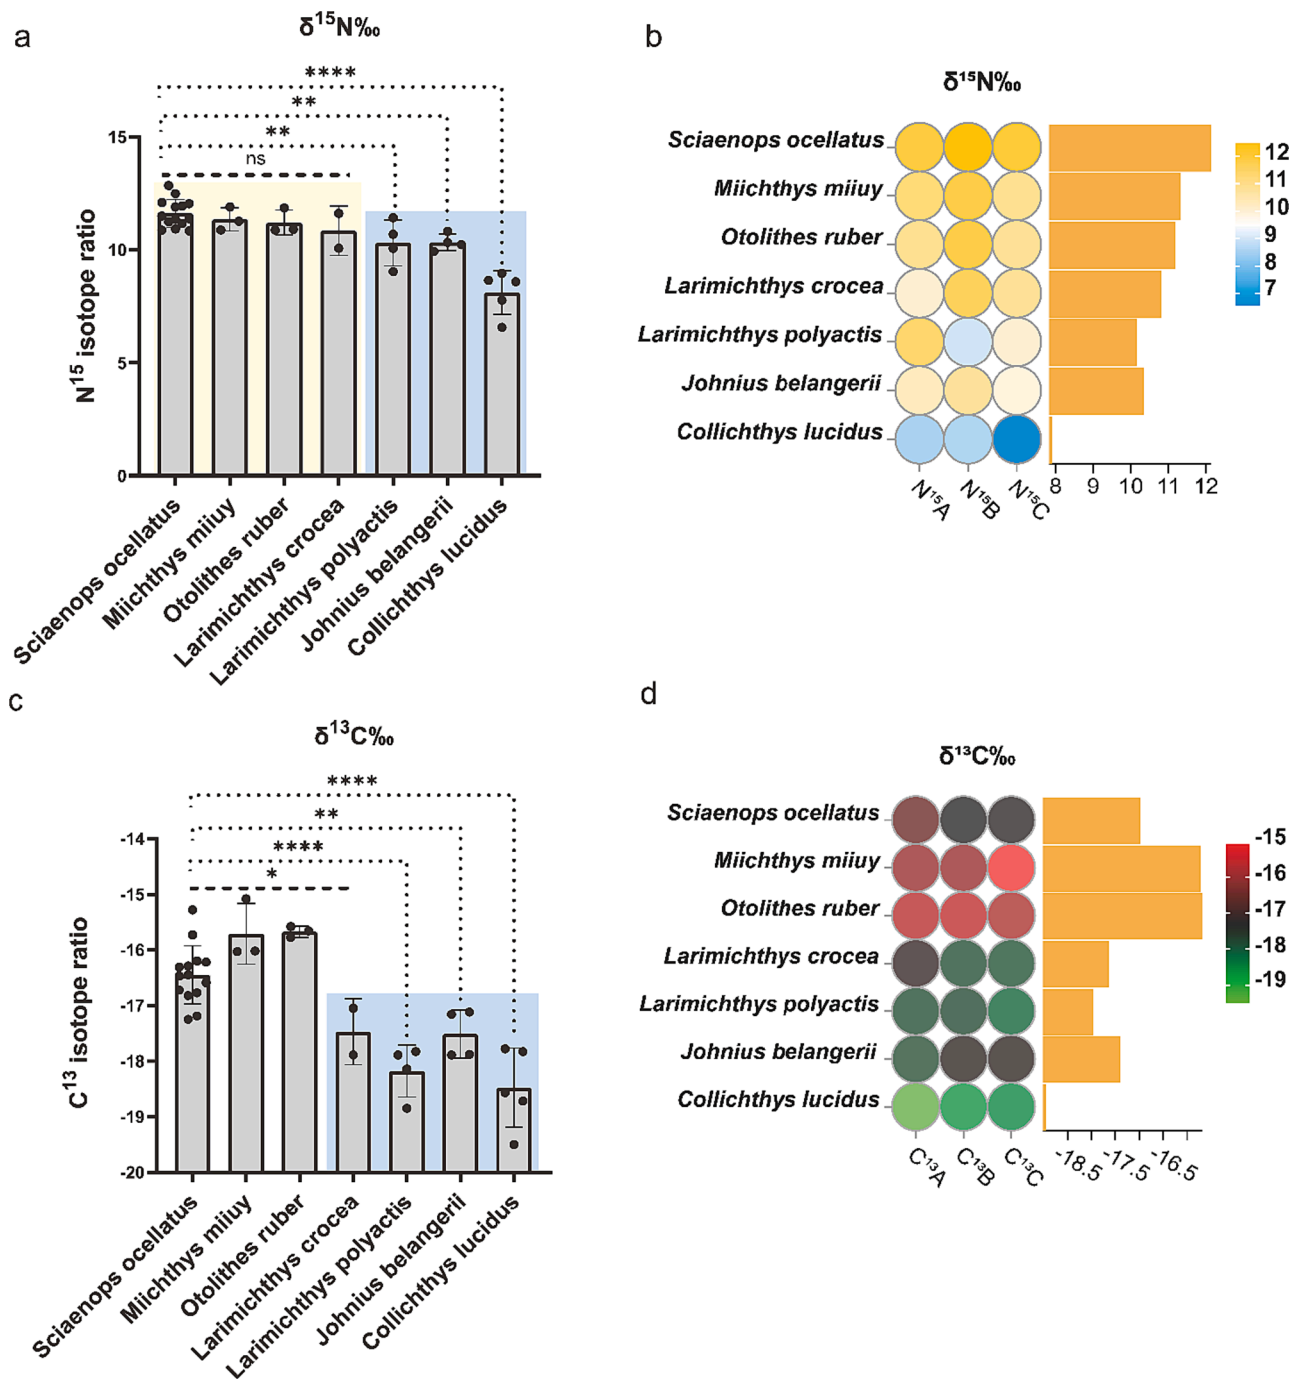 a
δ¹⁵N‰
****
**
**
ns
15
10
5
0
N¹⁵ isotope ratio
Sciaenops ocellatus
Miichthys miiuy
Otolithes ruber
Larimichthys crocea
Larimichthys polyactis
Johnius belangerii
Collichthys lucidus
b
δ¹⁵N‰
Sciaenops ocellatus
Miichthys miiuy
Otolithes ruber
Larimichthys crocea
Larimichthys polyactis
Johnius belangerii
Collichthys lucidus
N¹⁵A N¹⁵B N¹⁵C
8 9 10 11 12
12
11
10
9
8
7
c
δ¹³C‰
****
**
****
*
-14
-15
-16
-17
-18
-19
-20
C¹³ isotope ratio
Sciaenops ocellatus
Miichthys miiuy
Otolithes ruber
Larimichthys crocea
Larimichthys polyactis
Johnius belangerii
Collichthys lucidus
d
δ¹³C‰
Sciaenops ocellatus
Miichthys miiuy
Otolithes ruber
Larimichthys crocea
Larimichthys polyactis
Johnius belangerii
Collichthys lucidus
C¹³A C¹³B C¹³C
-18.5 -17.5 -16.5
-15
-16
-17
-18
-19